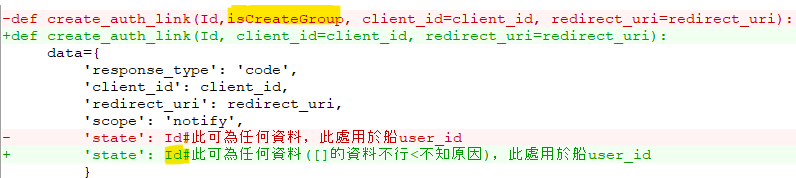 -def create_auth_link(Id,isCreateGroup, client_id=client_id, redirect_uri=redirect_uri):
+def create_auth_link(Id, client_id=client_id, redirect_uri=redirect_uri):
     data={
         'response_type': 'code',
         'client_id': client_id,
         'redirect_uri': redirect_uri,
         'scope': 'notify',
-        'state': Id#此可為任何資料，此處用於船user_id
+        'state': Id#此可為任何資料([]的資料不行<不知原因)，此處用於船user_id
         }